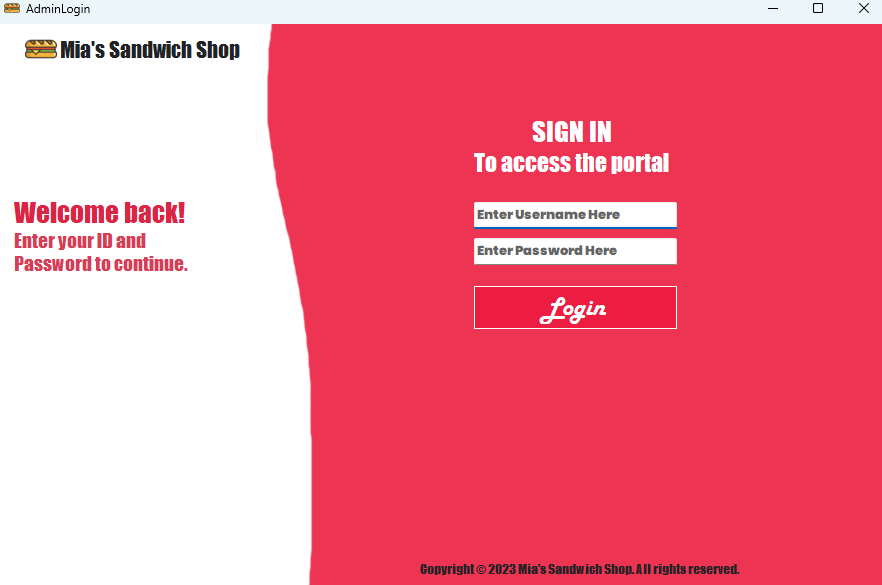 AdminLogin
Mia's Sandwich Shop
Welcome back!
Enter your ID and
Password to continue.
SIGN IN
To access the portal
Enter Username Here
Enter Password Here
Login
Copyright © 2023 Mia's Sandwich Shop. All rights reserved.